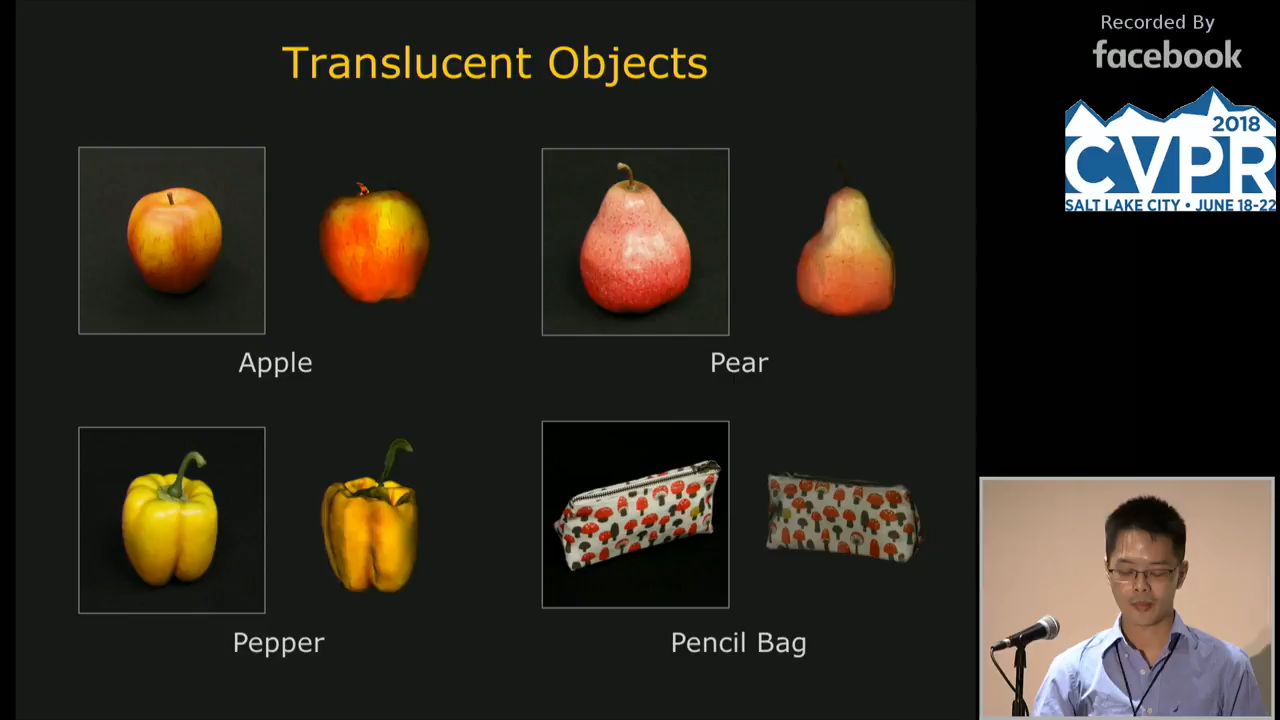 Translucent Objects
Apple
Pear
Pepper
Pencil Bag
Recorded By
facebook
2018
CVPR
SALT LAKE CITY • JUNE 18-22